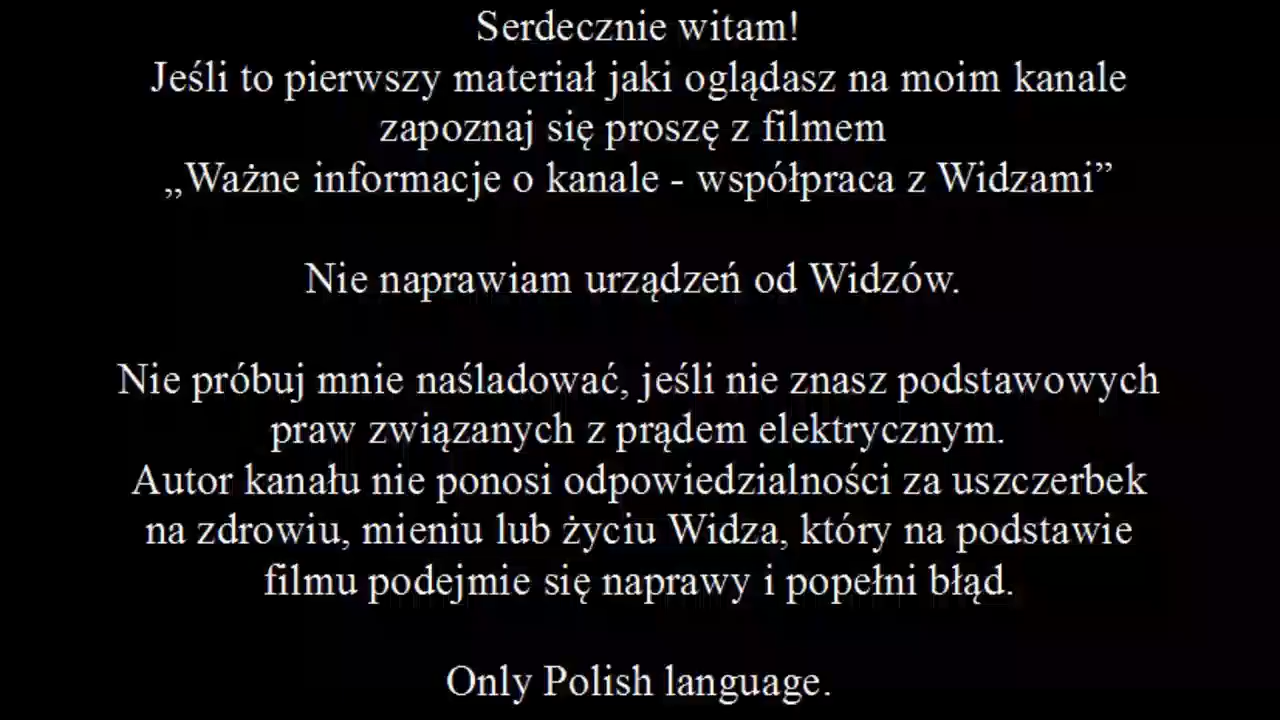 Serdecznie witam!
Jeśli to pierwszy materiał jaki oglądasz na moim kanale
zapoznaj się proszę z filmem
„Ważne informacje o kanale - współpraca z Widzami”
Nie naprawiam urządzeń od Widzów.
Nie próbuj mnie naśladować, jeśli nie znasz podstawowych
praw związanych z prądem elektrycznym.
Autor kanału nie ponosi odpowiedzialności za uszczerbek
na zdrowiu, mieniu lub życiu Widza, który na podstawie
filmu podejmie się naprawy i popełni błąd.
Only Polish language.